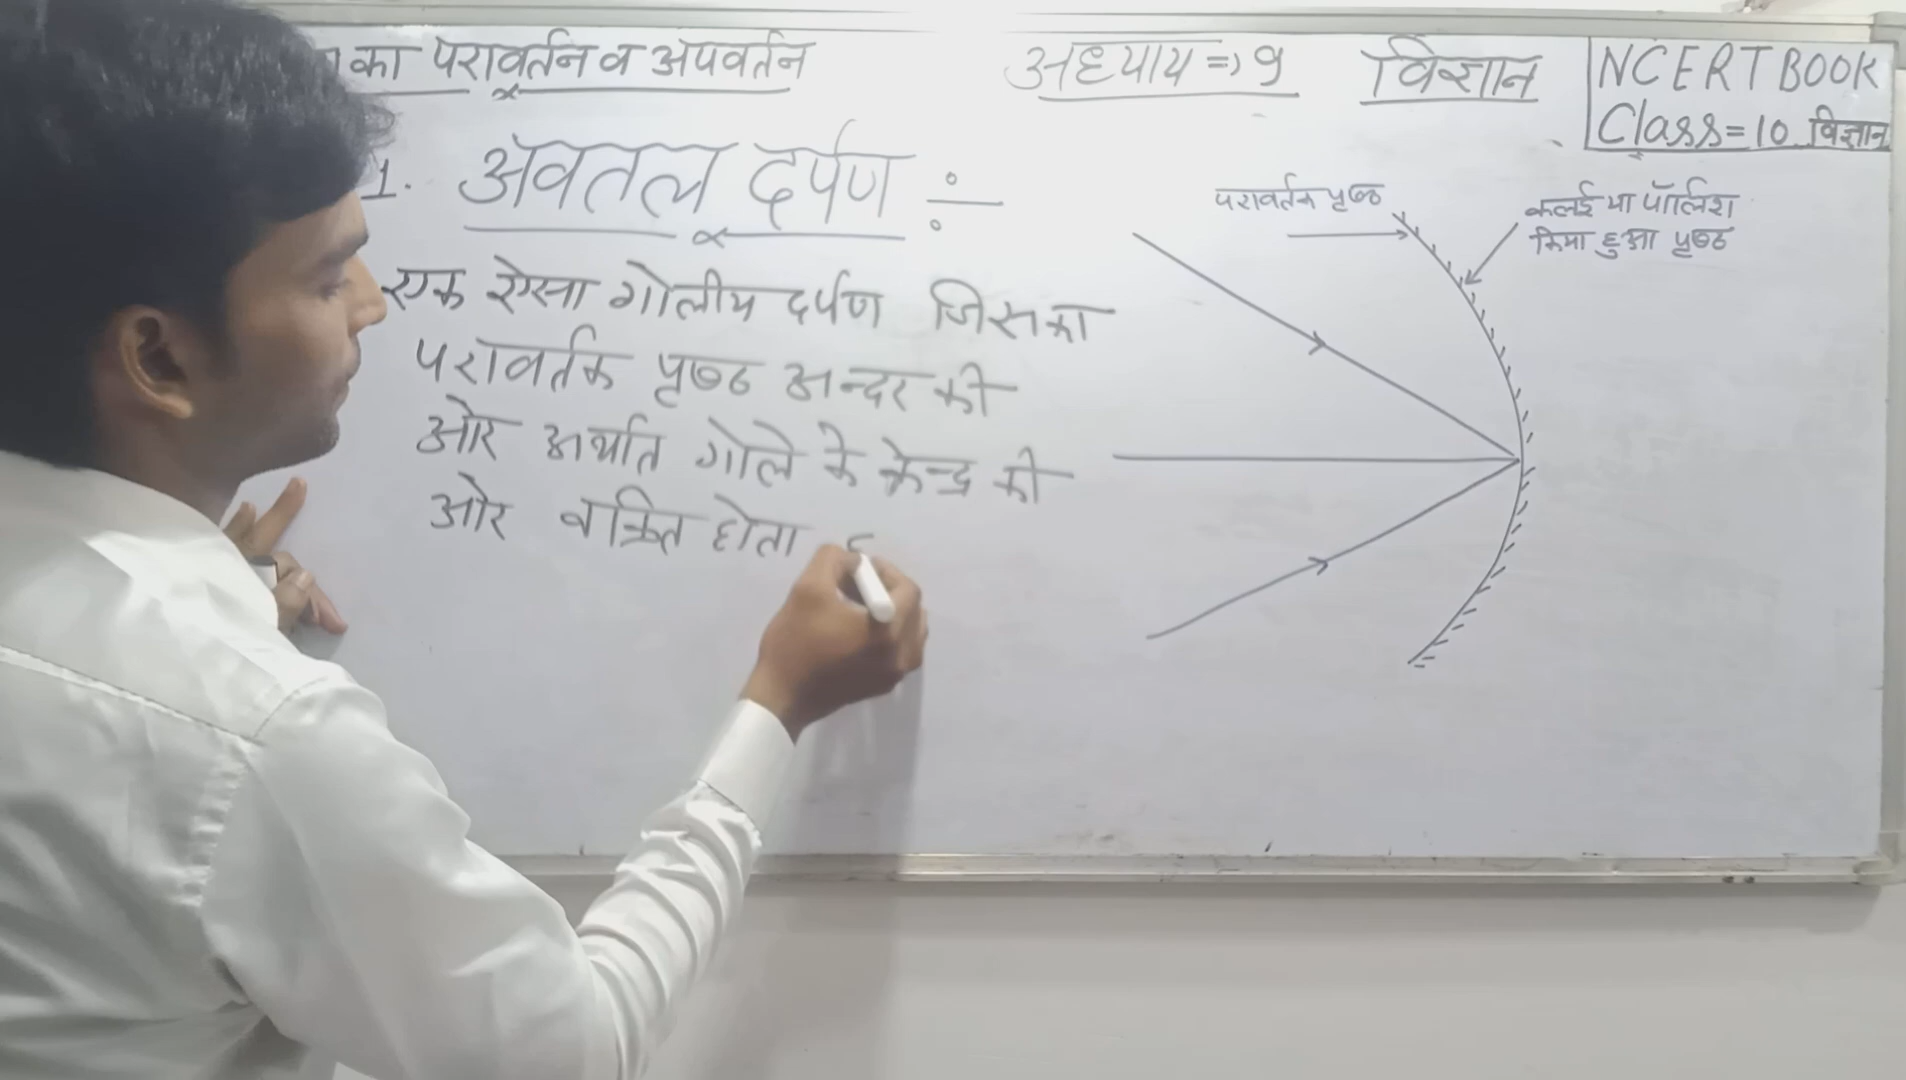 का परावर्तन व अपवर्तन
अध्याय => 9
विज्ञान
NCERT BOOK
Class = 10 विज्ञान
1. अवतल दर्पण ÷
एक ऐसा गोलीय दर्पण जिसका
परावर्तक पृष्ठ अन्दर की
ओर अर्थात गोले के केन्द्र की
ओर वक्रित होता
परावर्तक पृष्ठ
कलई या पॉलिश
किया हुआ पृष्ठ